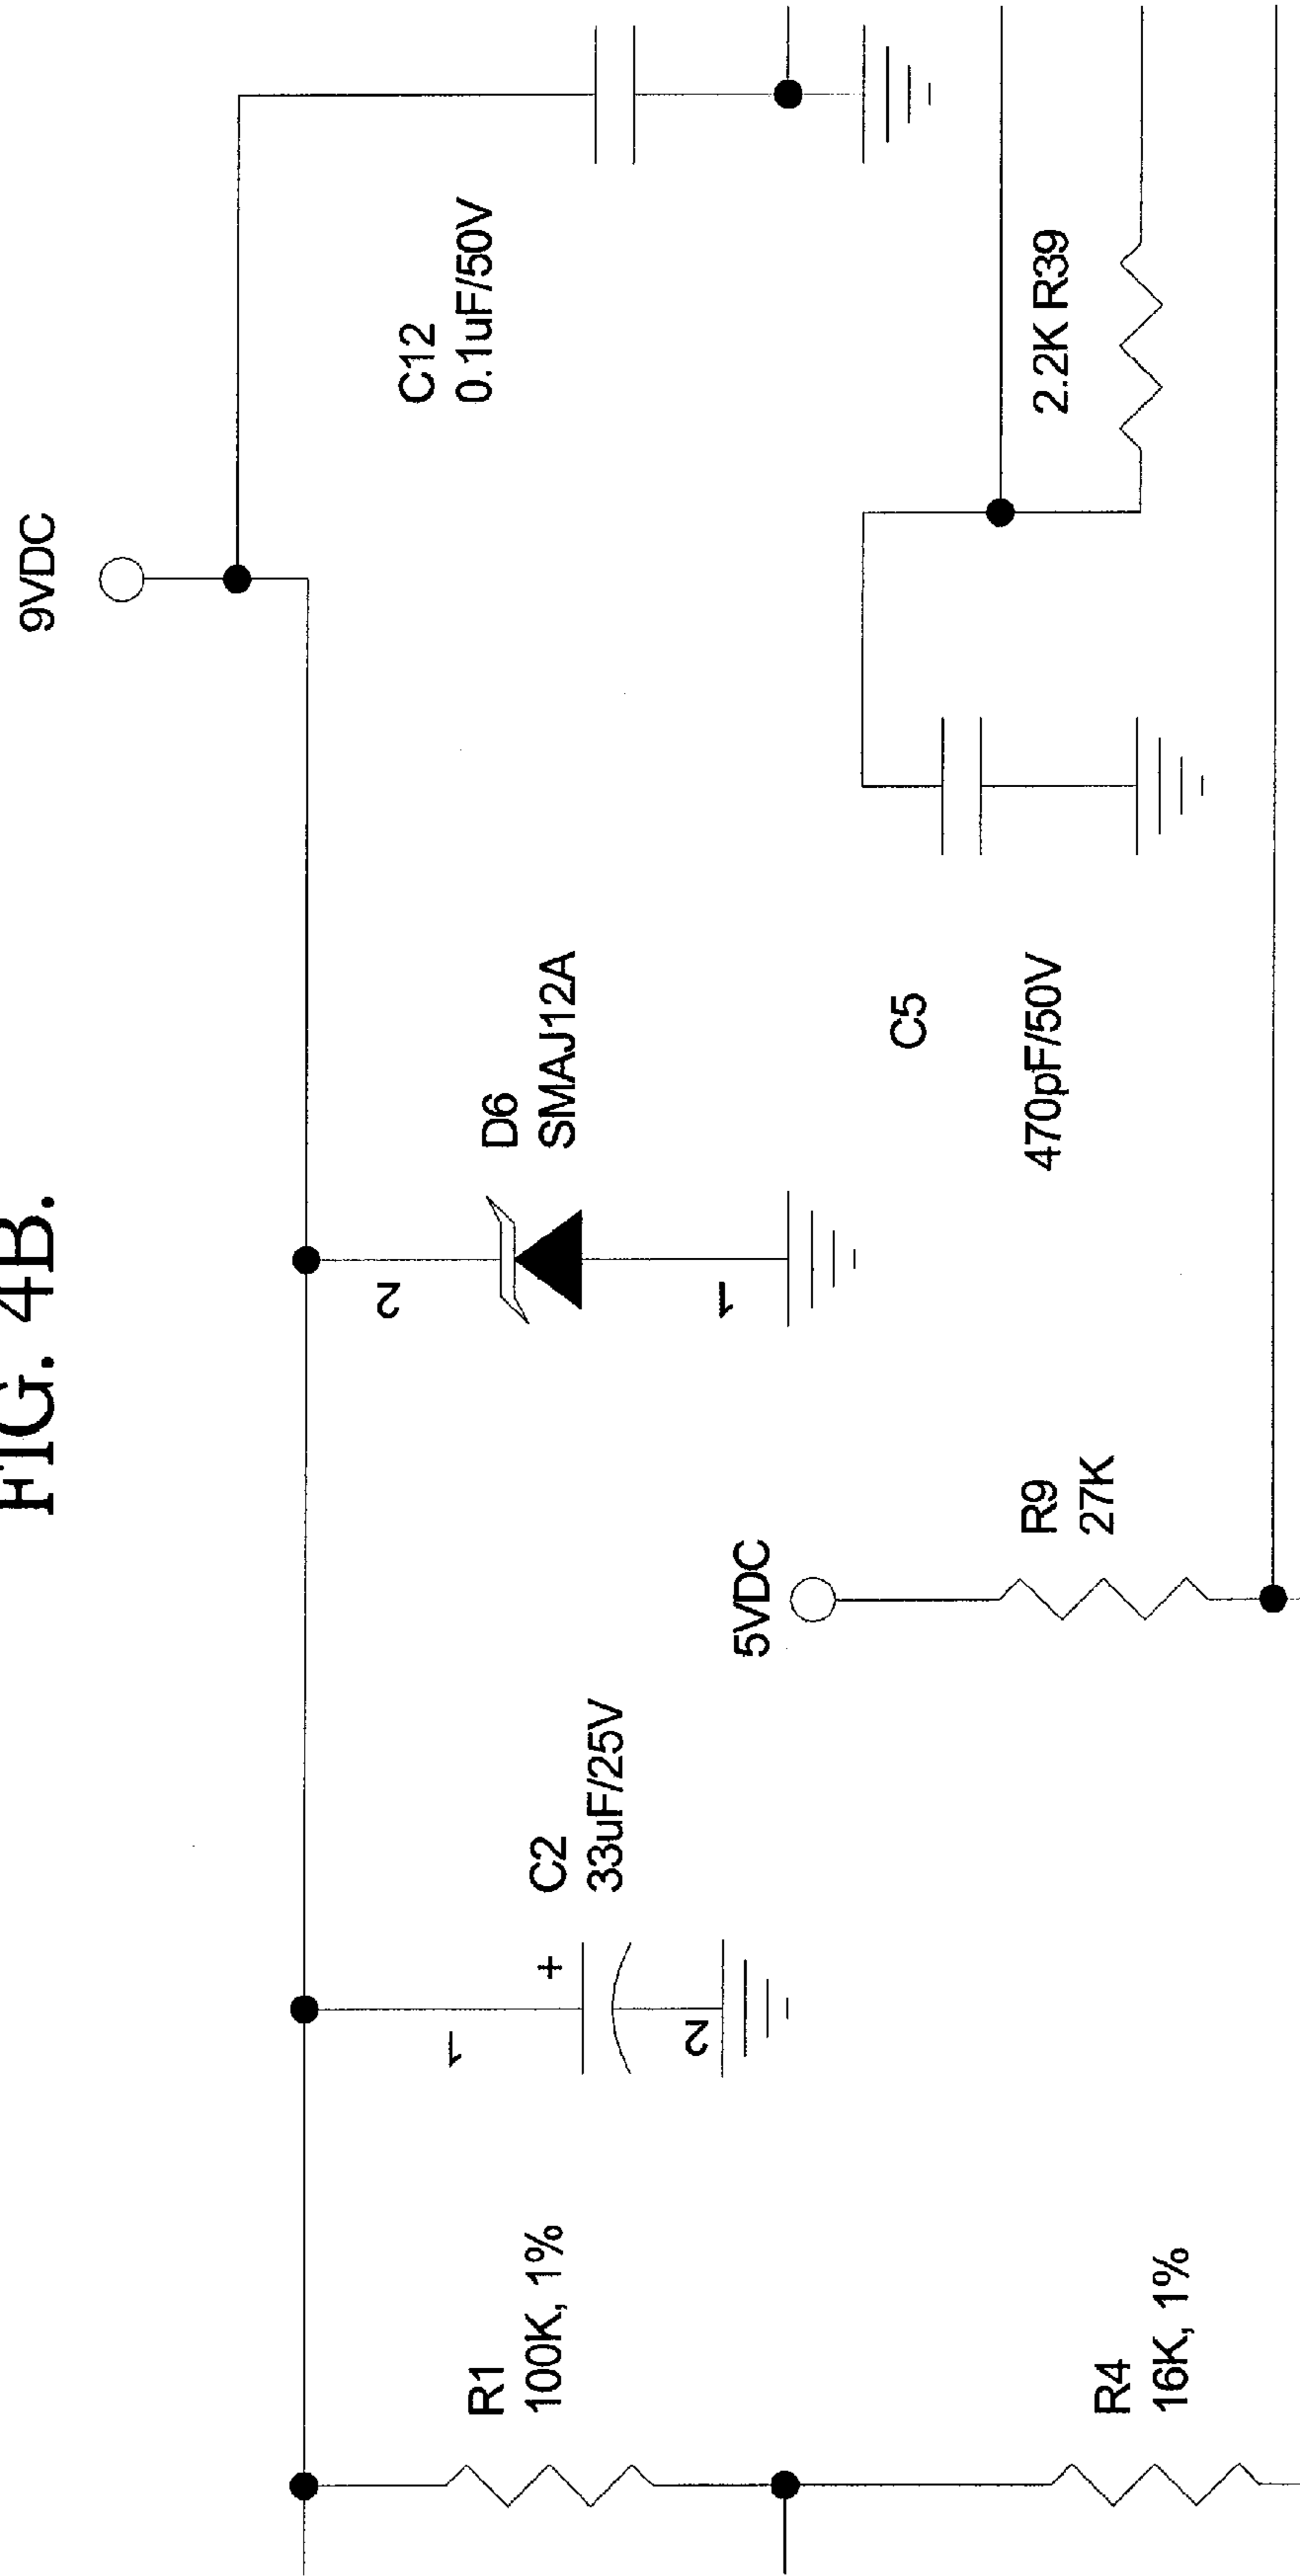 FIG. 4B.
9VDC
C12
0.1uF/50V
2.2K R39
2
D6
SMAJ12A
1
C5
470pF/50V
5VDC
R9
27K
1
+
C2
33uF/25V
2
R1
100K, 1%
R4
16K, 1%